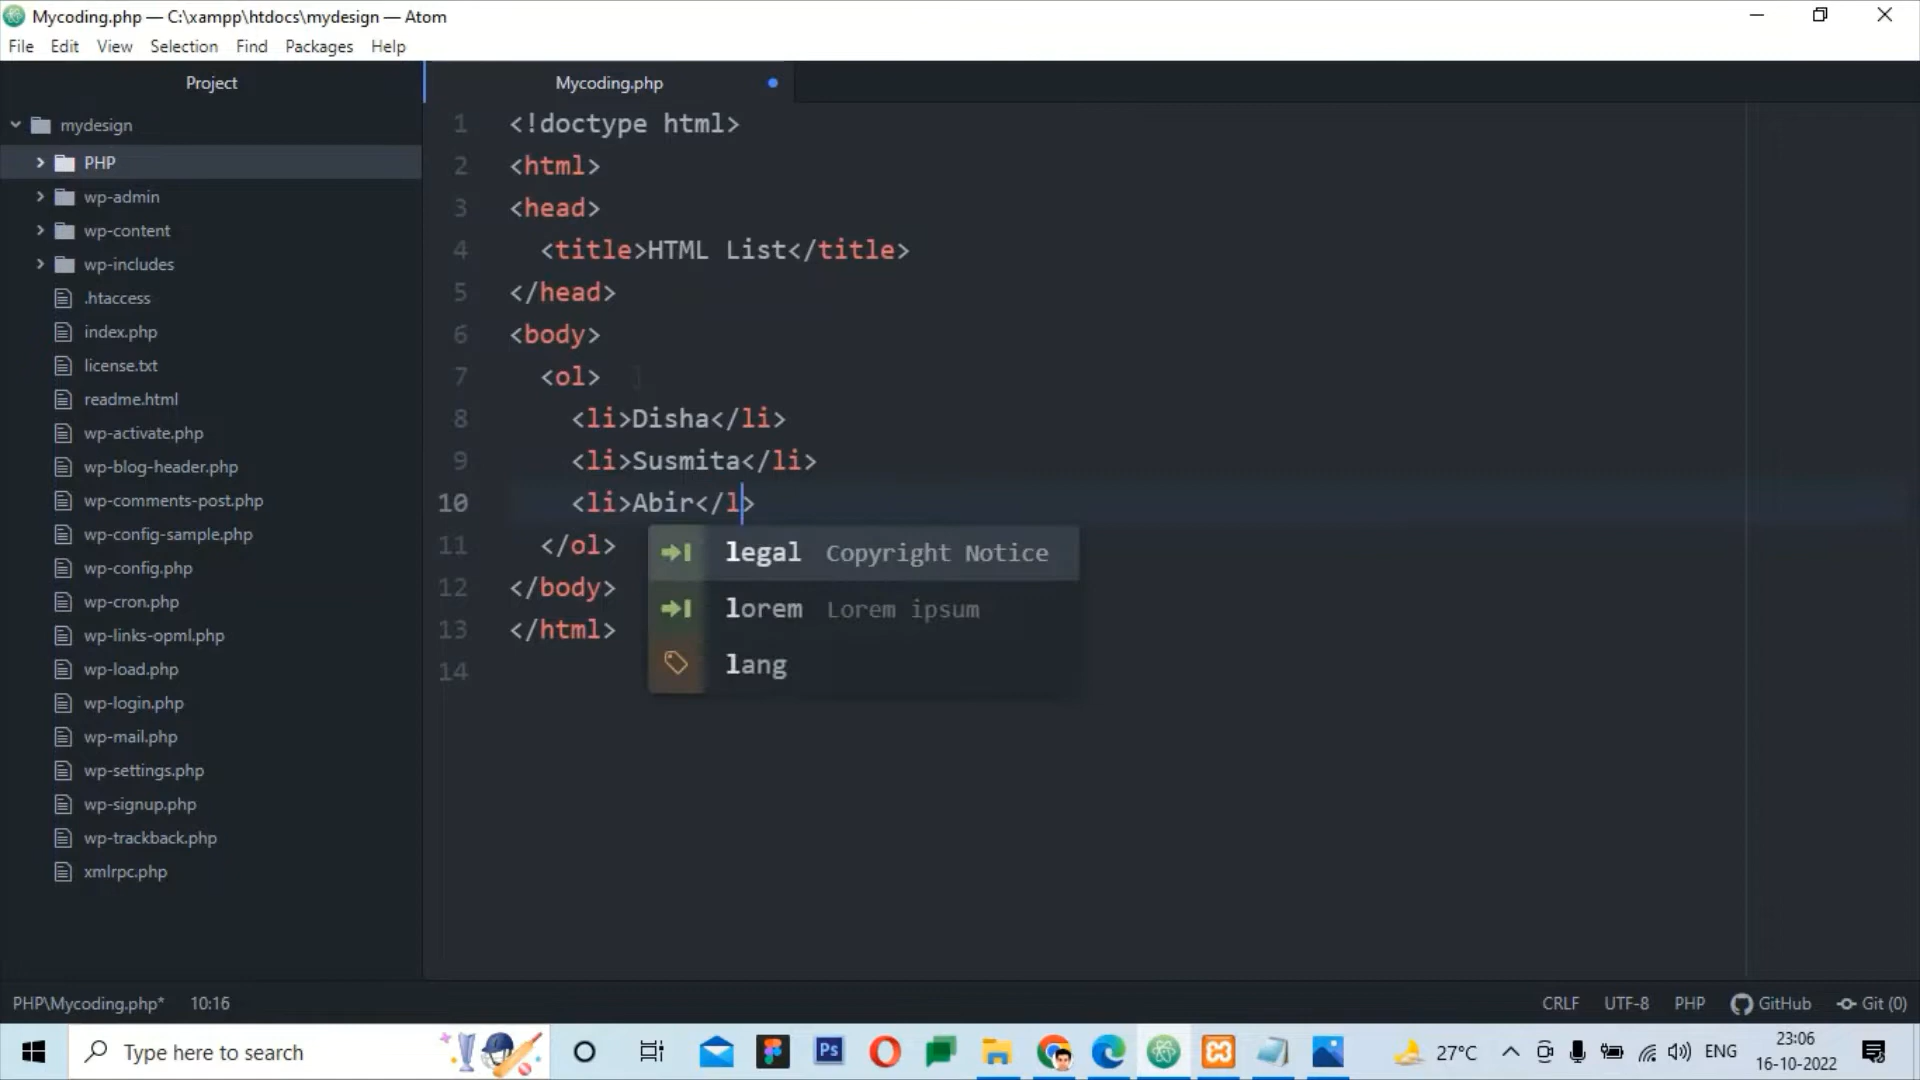 Mycoding.php — C:\xampp\htdocs\mydesign — Atom
File Edit View Selection Find Packages Help
Project
mydesign
PHP
wp-admin
wp-content
wp-includes
.htaccess
index.php
license.txt
readme.html
wp-activate.php
wp-blog-header.php
wp-comments-post.php
wp-config-sample.php
wp-config.php
wp-cron.php
wp-links-opml.php
wp-load.php
wp-login.php
wp-mail.php
wp-settings.php
wp-signup.php
wp-trackback.php
xmlrpc.php
Mycoding.php
1 <!doctype html>
2 <html>
3 <head>
4 <title>HTML List</title>
5 </head>
6 <body>
7 <ol>
8 <li>Disha</li>
9 <li>Susmita</li>
10 <li>Abir</l>
11 </ol>
12 </body>
13 </html>
14
legal Copyright Notice
lorem Lorem ipsum
lang
PHP\Mycoding.php* 10:16
CRLF UTF-8 PHP GitHub Git (0)
Type here to search
Ps
27°C
ENG
23:06
16-10-2022